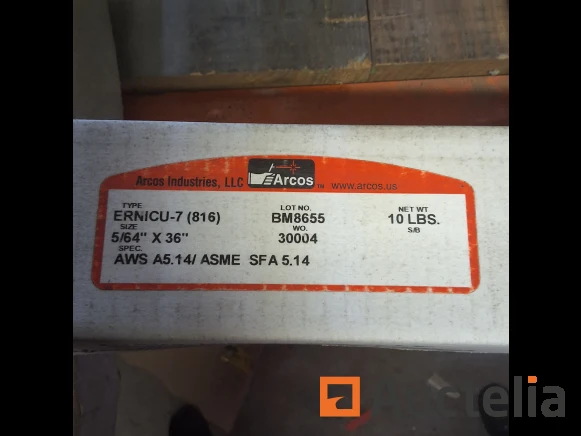 Arcos Industries, LLC Arcos TM www.arcos.us
TYPE LOT NO. NET WT
ERNICU-7 (816) BM8655 10 LBS.
SIZE WO. S/B
5/64" X 36" 30004
SPEC.
AWS A5.14/ ASME SFA 5.14